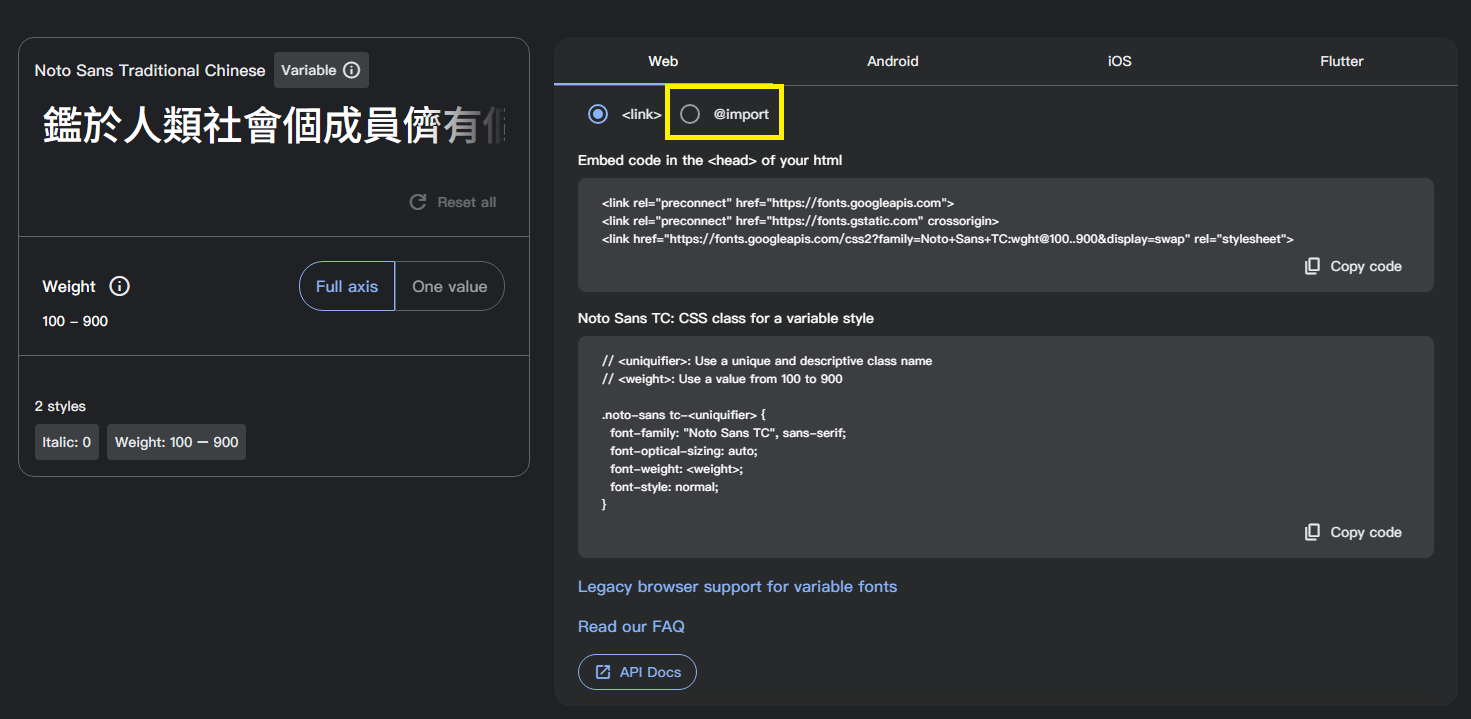 Noto Sans Traditional Chinese Variable
鑑於人類社會個成員儕有個
Reset all
Weight
Full axis One value
100 – 900
2 styles
Italic: 0 Weight: 100 — 900
Web Android iOS Flutter
<link> @import
Embed code in the <head> of your html
<link rel="preconnect" href="https://fonts.googleapis.com">
<link rel="preconnect" href="https://fonts.gstatic.com" crossorigin>
<link href="https://fonts.googleapis.com/css2?family=Noto+Sans+TC:wght@100..900&display=swap" rel="stylesheet">
Copy code
Noto Sans TC: CSS class for a variable style
// <uniquifier>: Use a unique and descriptive class name
// <weight>: Use a value from 100 to 900
.noto-sans tc-<uniquifier> {
font-family: "Noto Sans TC", sans-serif;
font-optical-sizing: auto;
font-weight: <weight>;
font-style: normal;
}
Copy code
Legacy browser support for variable fonts
Read our FAQ
API Docs